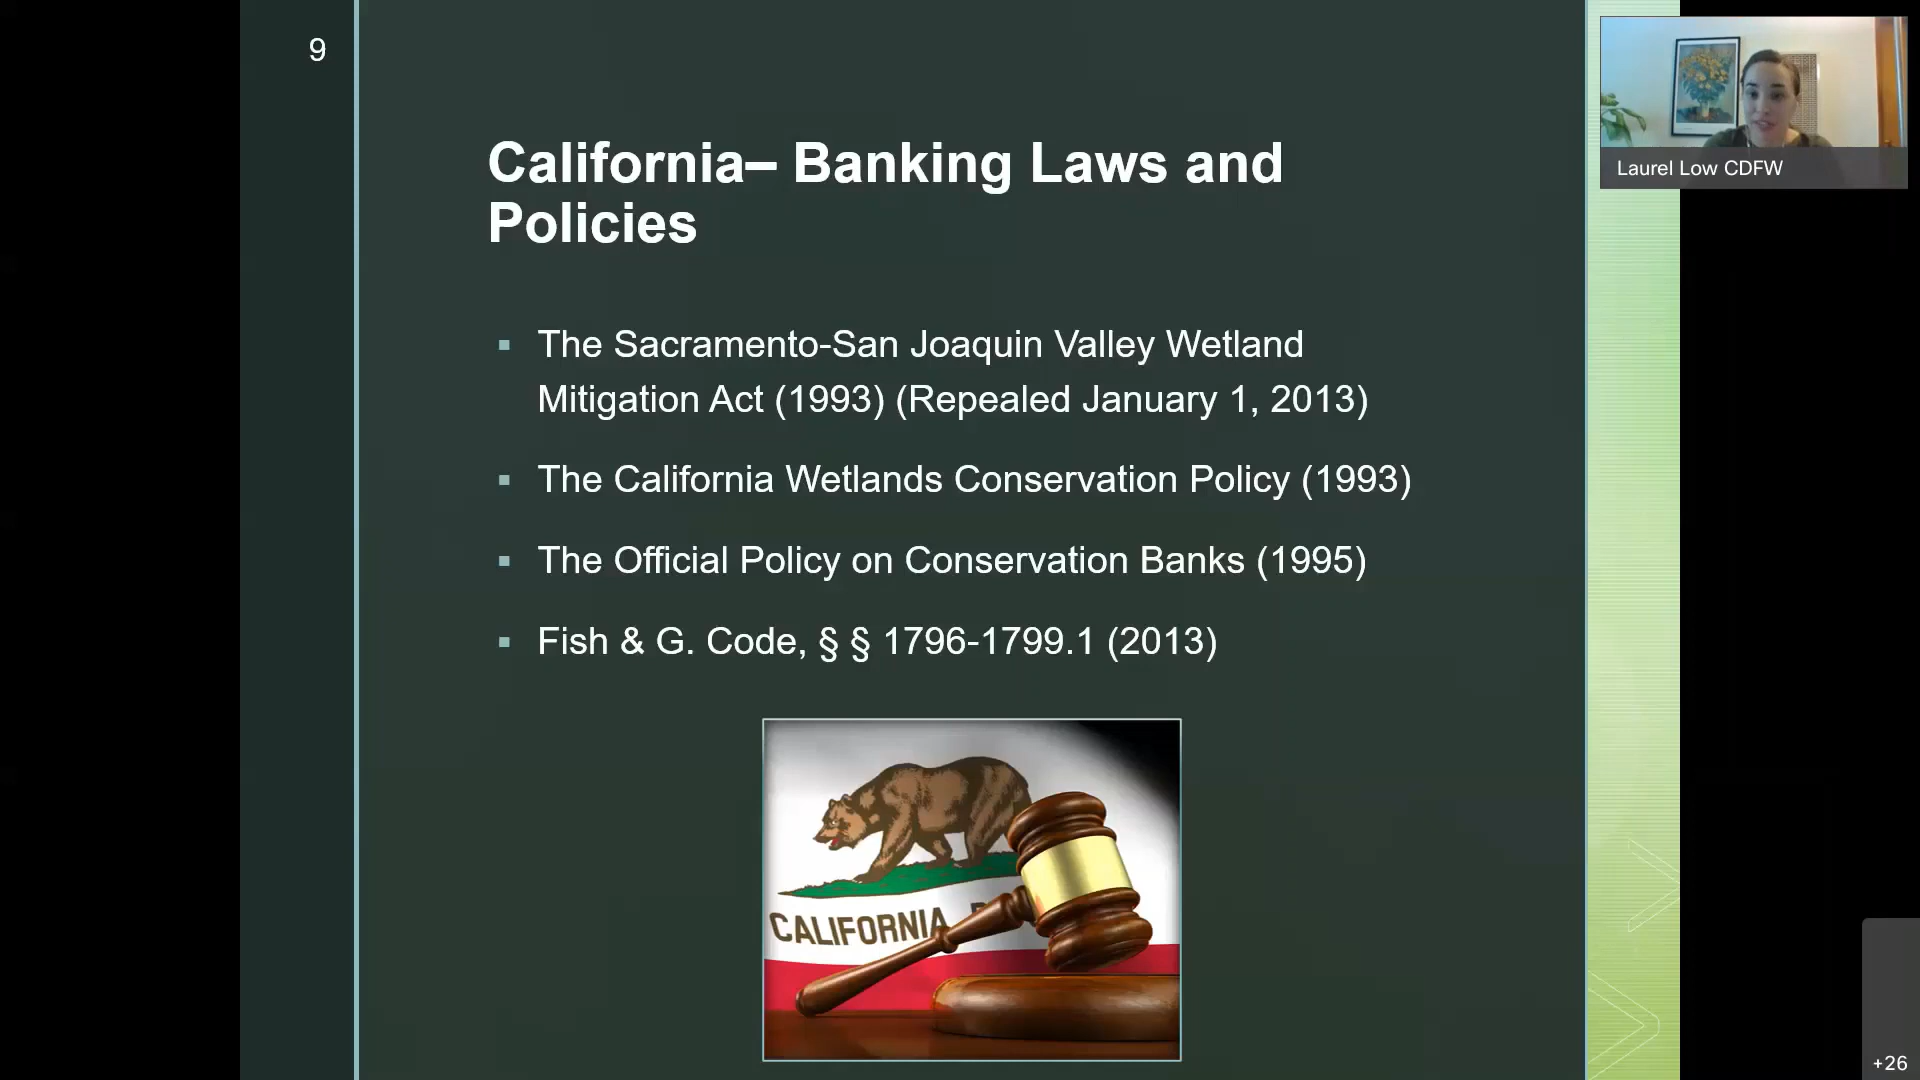 9
California– Banking Laws and
Policies
▪ The Sacramento-San Joaquin Valley Wetland
Mitigation Act (1993) (Repealed January 1, 2013)
▪ The California Wetlands Conservation Policy (1993)
▪ The Official Policy on Conservation Banks (1995)
▪ Fish & G. Code, § § 1796-1799.1 (2013)
CALIFORNIA
Laurel Low CDFW
+26